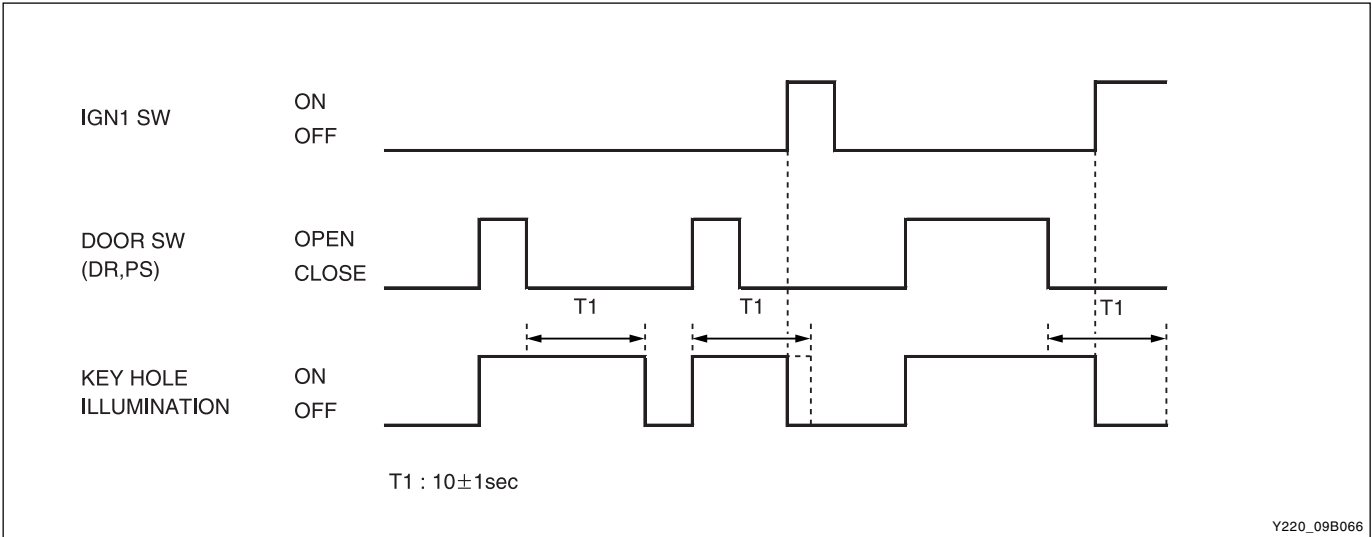 IGN1 SW
ON
OFF
DOOR SW
(DR,PS)
OPEN
CLOSE
T1
T1
T1
KEY HOLE
ILLUMINATION
ON
OFF
T1 : 10±1sec
Y220_09B066